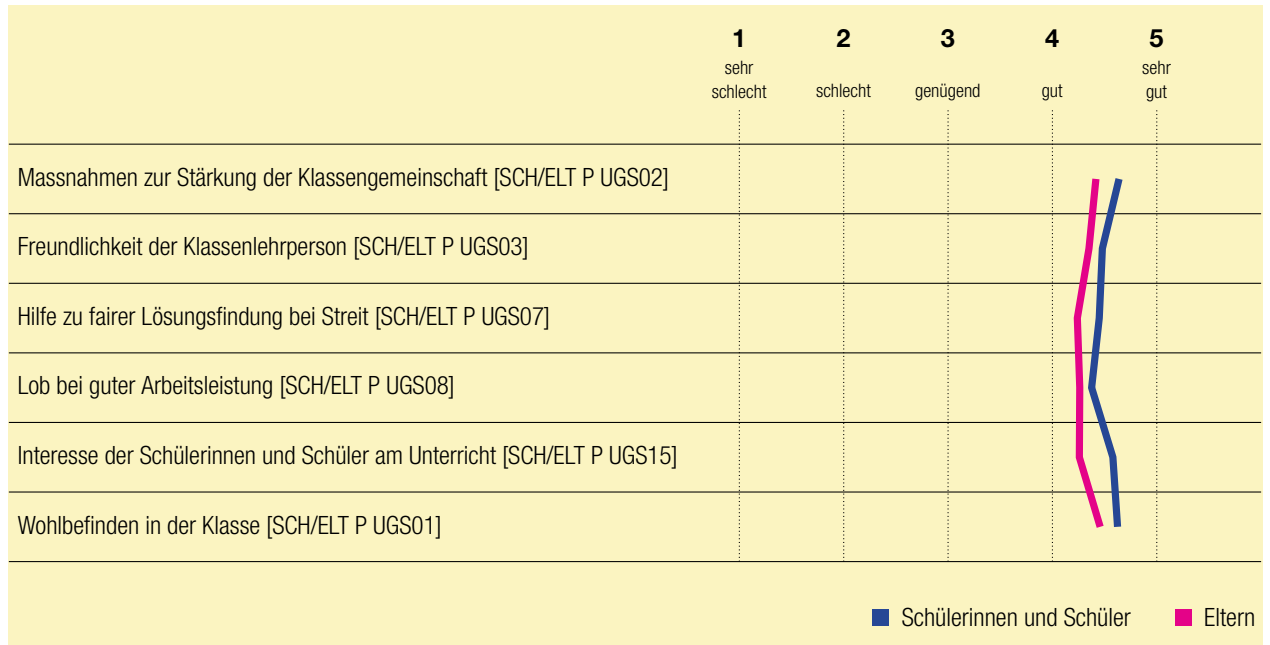 1 2 3 4 5
sehr schlecht schlecht genügend gut sehr gut
Massnahmen zur Stärkung der Klassengemeinschaft [SCH/ELT P UGS02]
Freundlichkeit der Klassenlehrperson [SCH/ELT P UGS03]
Hilfe zu fairer Lösungsfindung bei Streit [SCH/ELT P UGS07]
Lob bei guter Arbeitsleistung [SCH/ELT P UGS08]
Interesse der Schülerinnen und Schüler am Unterricht [SCH/ELT P UGS15]
Wohlbefinden in der Klasse [SCH/ELT P UGS01]
Schülerinnen und Schüler Eltern